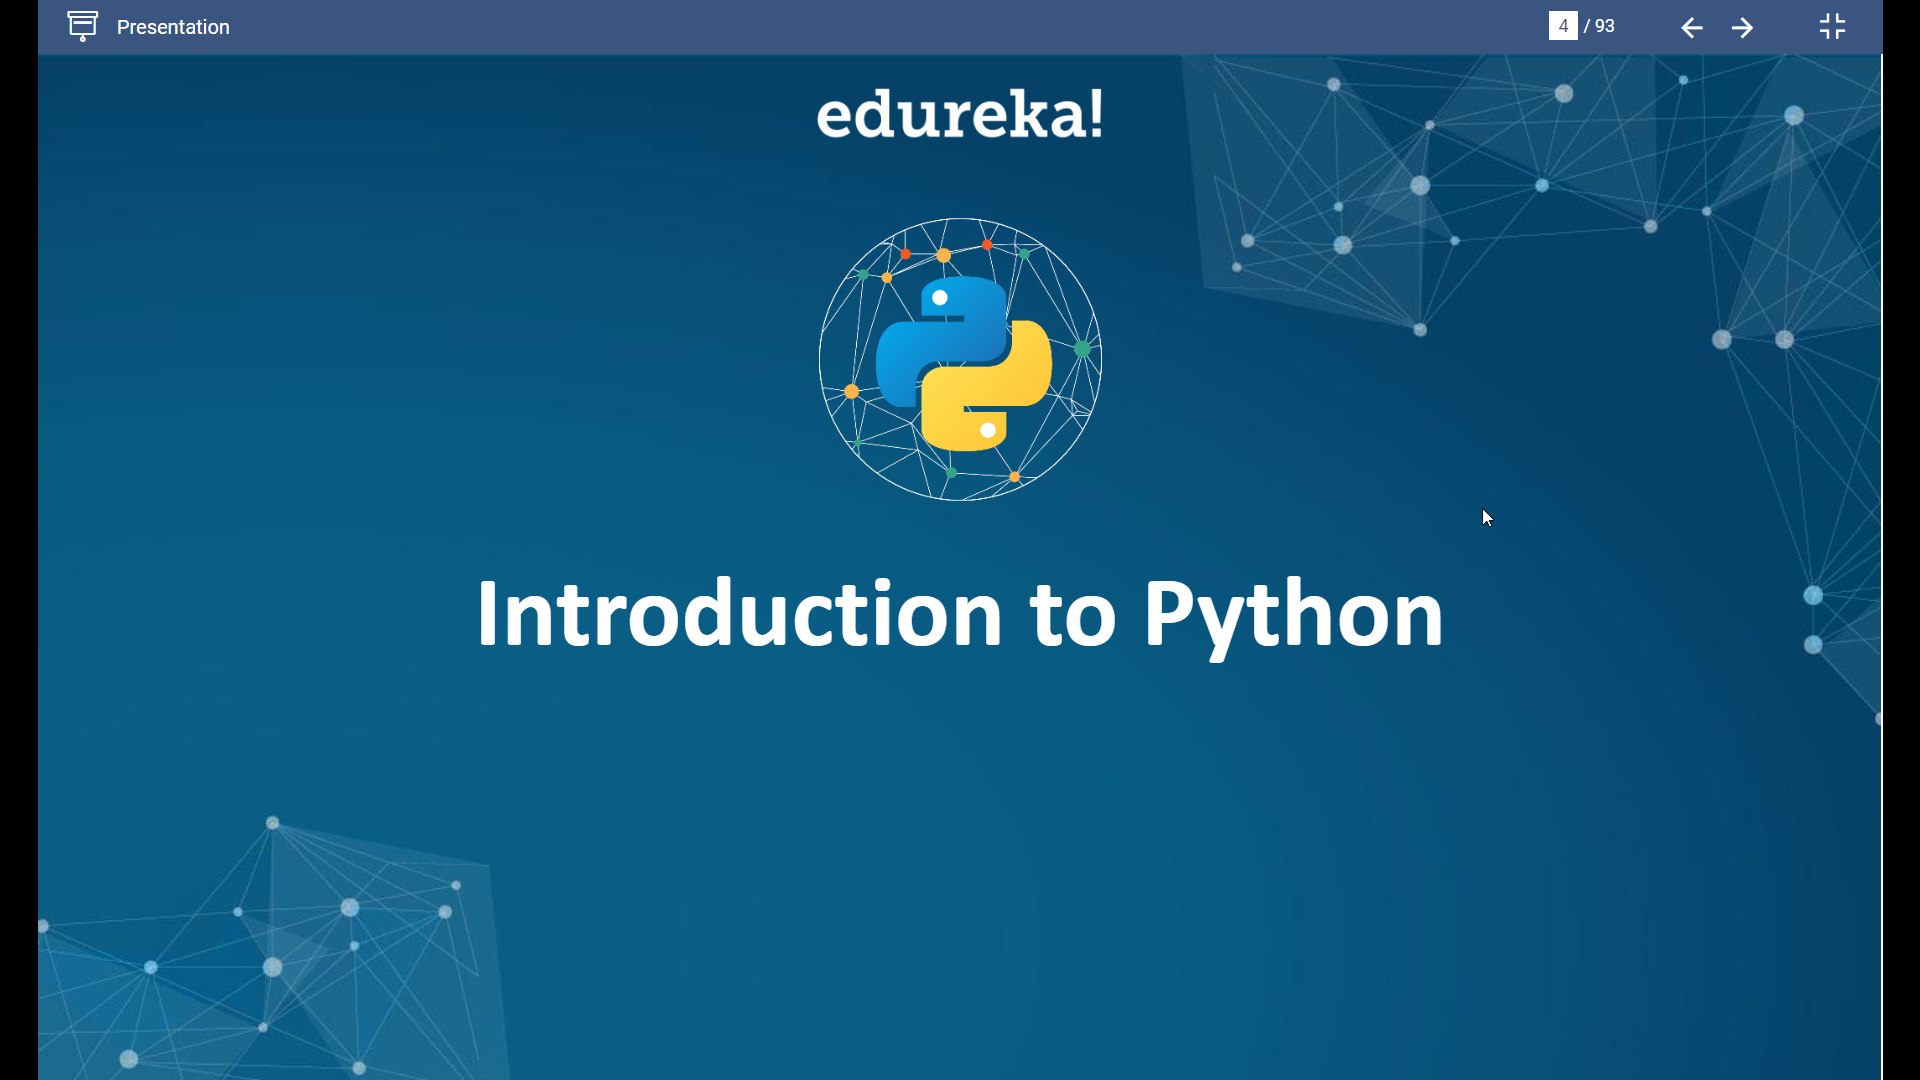 Presentation
4 / 93
edureka!
Introduction to Python